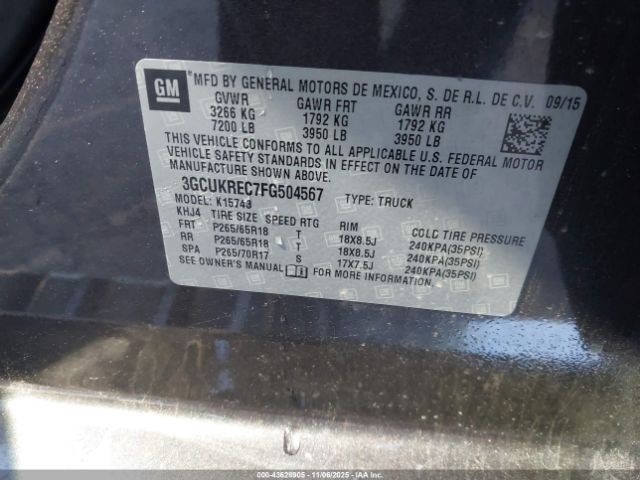 GM
*MFD BY GENERAL MOTORS DE MEXICO, S. DE R.L. DE C.V. 09/15
GVWR GAWR FRT GAWR RR
3266 KG 1792 KG 1792 KG
7200 LB 3950 LB 3950 LB
THIS VEHICLE CONFORMS TO ALL APPLICABLE U.S. FEDERAL MOTOR
VEHICLE SAFETY STANDARDS IN EFFECT ON THE DATE OF
MANUFACTURE SHOWN ABOVE.
3GCUKREC7FG504567 TYPE: TRUCK
MODEL: K15743
KHJ4 TIRE SIZE SPEED RTG RIM COLD TIRE PRESSURE
FRT P265/65R18 T 18X8.5J 240KPA(35PSI)
RR P265/65R18 T 18X8.5J 240KPA(35PSI)
SPA P265/70R17 S 17X7.5J 240KPA(35PSI)
SEE OWNER'S MANUAL FOR MORE INFORMATION.
000-43629905 - 11/06/2025 - IAAI.COM